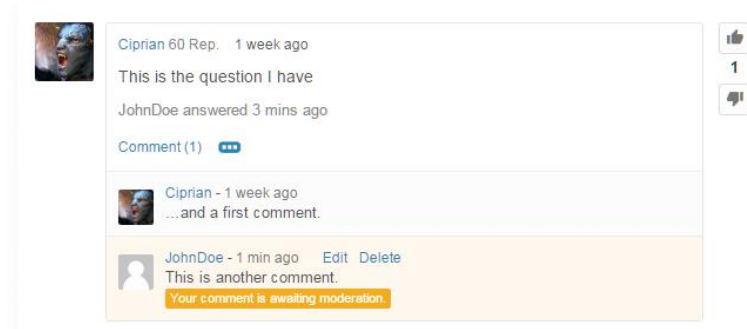 Ciprian 60 Rep. 1 week ago
This is the question I have
JohnDoe answered 3 mins ago
Comment (1)
1
Ciprian - 1 week ago
...and a first comment.
JohnDoe - 1 min ago Edit Delete
This is another comment.
Your comment is awaiting moderation.